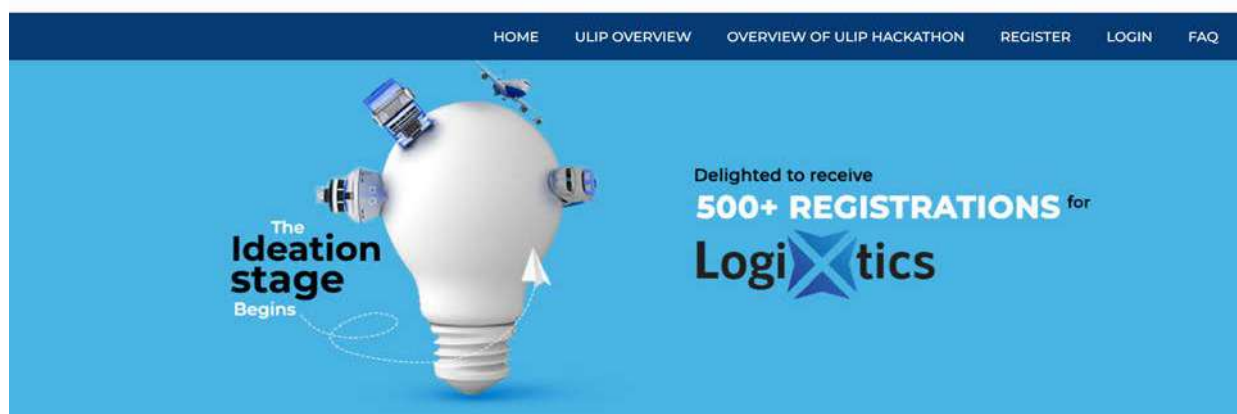 HOME ULIP OVERVIEW OVERVIEW OF ULIP HACKATHON REGISTER LOGIN FAQ
The
Ideation
stage
Begins
Delighted to receive
500+ REGISTRATIONS for
LogiXtics